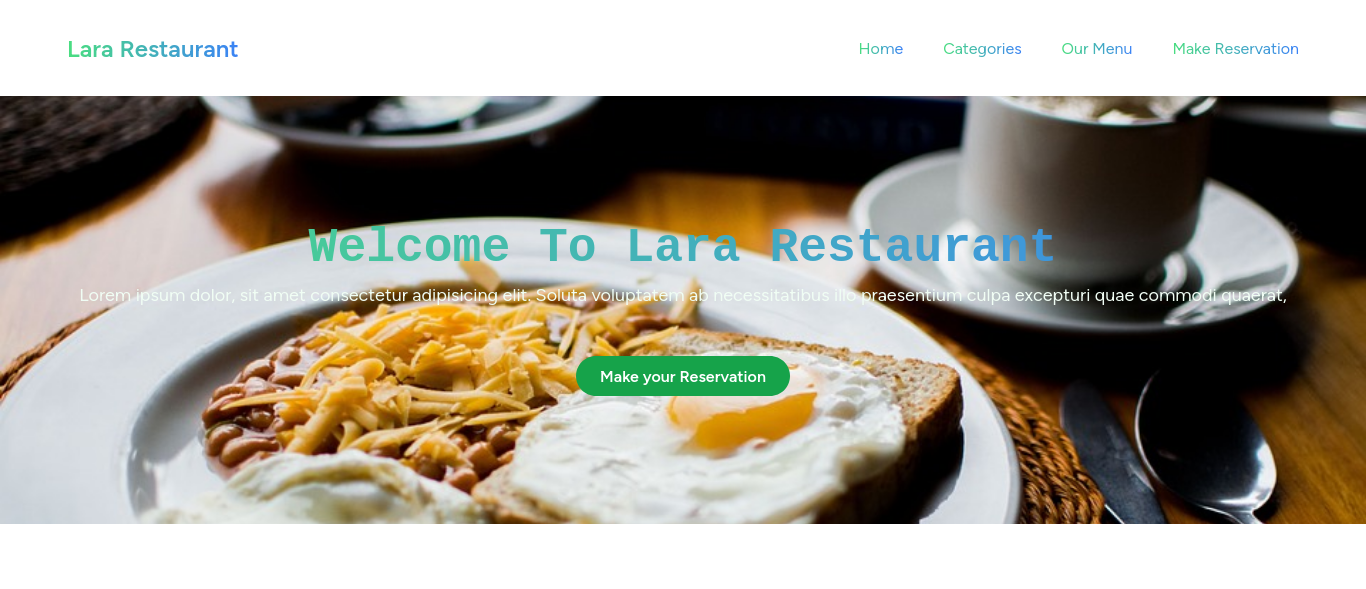 Lara Restaurant
Home Categories Our Menu Make Reservation
Welcome To Lara Restaurant
Lorem ipsum dolor, sit amet consectetur adipisicing elit. Soluta voluptatem ab necessitatibus illo praesentium culpa excepturi quae commodi quaerat,
Make your Reservation